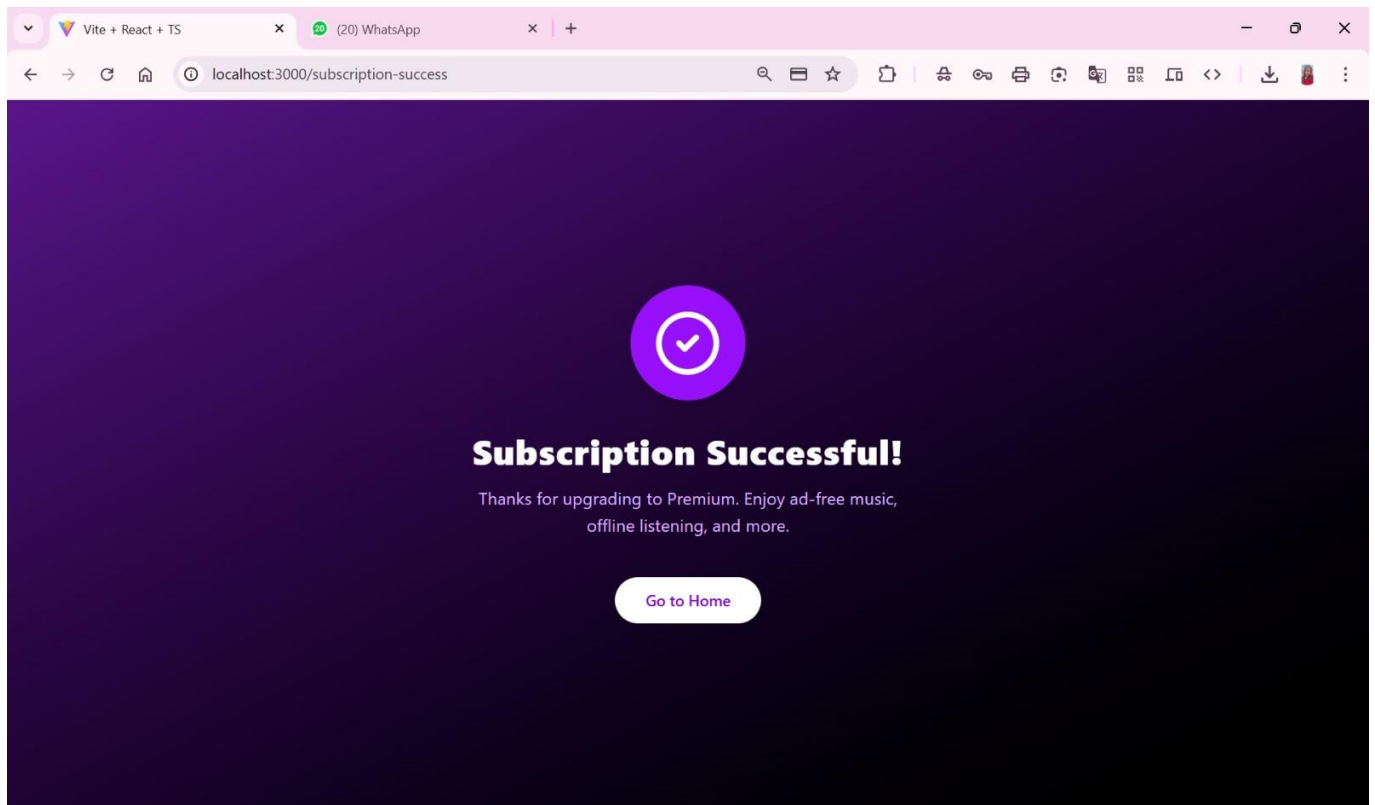 Vite + React + TS
20
(20) WhatsApp
localhost:3000/subscription-success
Subscription Successful!
Thanks for upgrading to Premium. Enjoy ad-free music,
offline listening, and more.
Go to Home